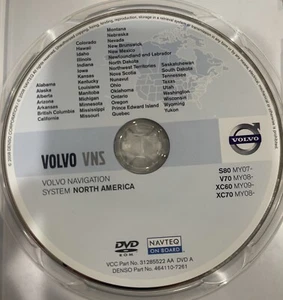 Alabama
Alaska
Alberta
Arizona
Arkansas
British Columbia
California
Colorado
Hawaii
Idaho
Illinois
Indiana
Iowa
Kansas
Kentucky
Louisiana
Manitoba
Michigan
Minnesota
Mississippi
Missouri
Montana
Nebraska
Nevada
New Brunswick
New Mexico
Newfoundland and Labrador
North Dakota
Northwest Territories
Nova Scotia
Nunavut
Oklahoma
Ontario
Oregon
Prince Edward Island
Quebec
Saskatchewan
South Dakota
Tennessee
Texas
Utah
Washington
Wisconsin
Wyoming
Yukon
VOLVO VNS
VOLVO
VOLVO NAVIGATION
SYSTEM NORTH AMERICA
S80 MY07-
V70 MY08-
XC60 MY09-
XC70 MY08-
DVD
ROM
NAVTEQ
ON BOARD
VCC Part No. 31285522 AA DVD A
DENSO Part No. 464110-7261